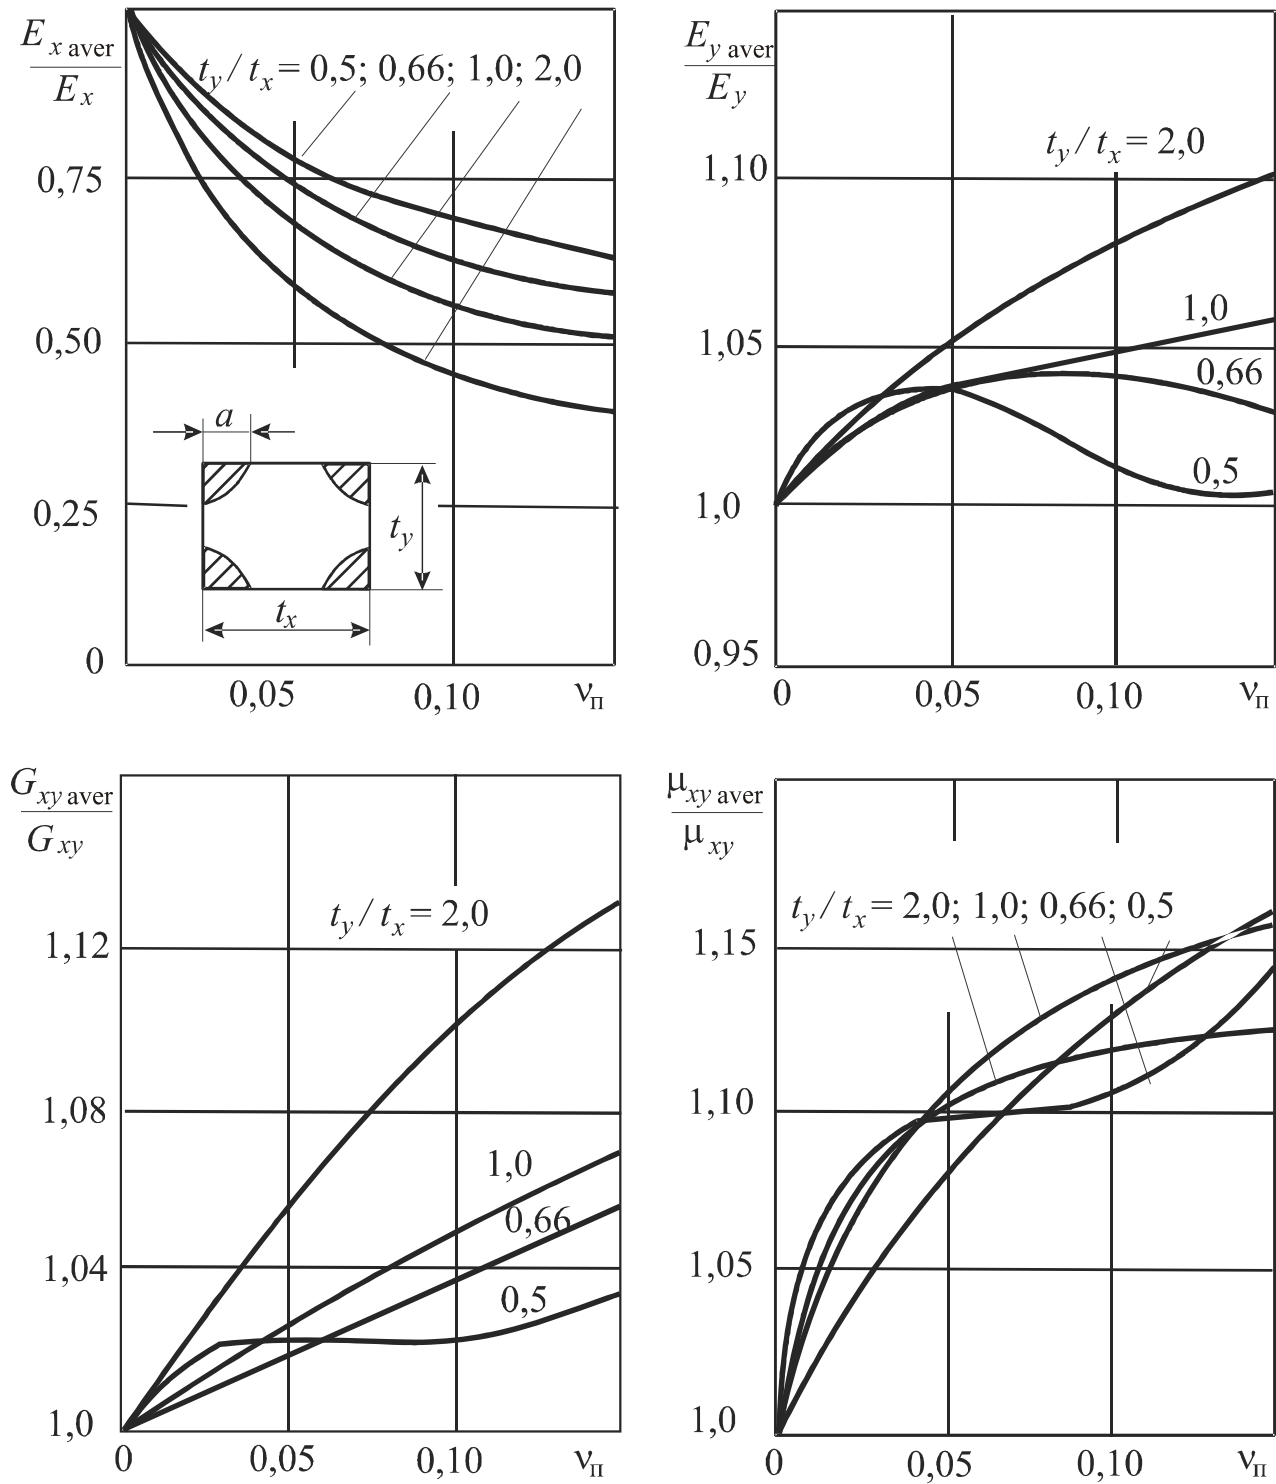 E x aver
E x
t y / t x = 0,5; 0,66; 1,0; 2,0
0,75
0,50
0,25
0
a
t y
t x
0,05
0,10
ν п
E y aver
E y
t y / t x = 2,0
1,10
1,0
1,05
0,66
0,5
1,0
0,95
0
0,05
0,10
ν п
G xy aver
G xy
t y / t x = 2,0
1,12
1,08
1,0
0,66
1,04
0,5
1,0
0
0,05
0,10
ν п
μ xy aver
μ xy
t y / t x = 2,0; 1,0; 0,66; 0,5
1,15
1,10
1,05
1,0
0
0,05
0,10
ν п